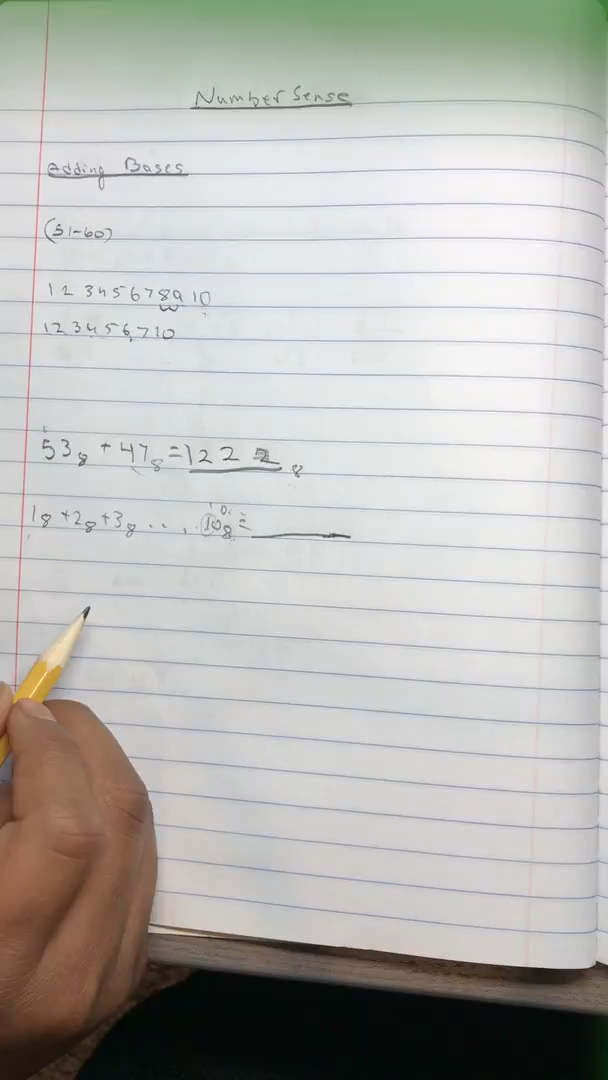 Number Sense
Adding Bases
(51-60)
1 2 3 4 5 6 7 8 9 10
1 2 3 4 5 6, 7 10
53₈ + 47₈ = 122₈
1₈ + 2₈ + 3₈ . . . . 10₈ =